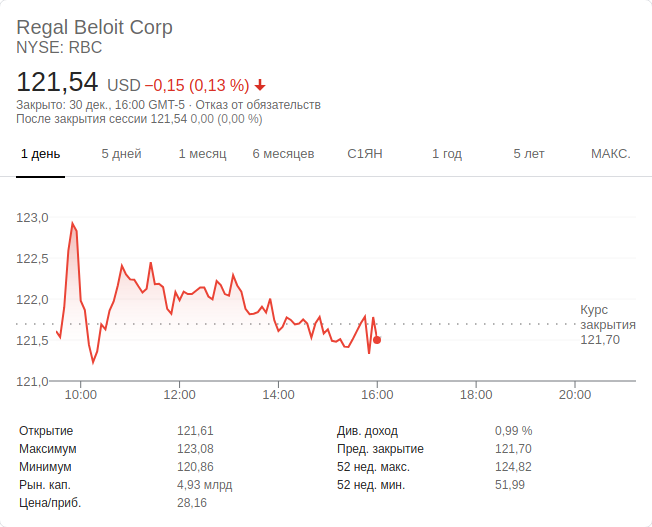 Regal Beloit Corp
NYSE: RBC
121,54 USD −0,15 (0,13 %)
Закрыто: 30 дек., 16:00 GMT-5 · Отказ от обязательств
После закрытия сессии 121,54 0,00 (0,00 %)
1 день 5 дней 1 месяц 6 месяцев С1ЯН 1 год 5 лет МАКС.
123,0
122,5
122,0
Курс
закрытия
121,70
121,5
121,0
10:00 12:00 14:00 16:00 18:00 20:00
Открытие 121,61 Див. доход 0,99 %
Максимум 123,08 Пред. закрытие 121,70
Минимум 120,86 52 нед. макс. 124,82
Рын. кап. 4,93 млрд 52 нед. мин. 51,99
Цена/приб. 28,16